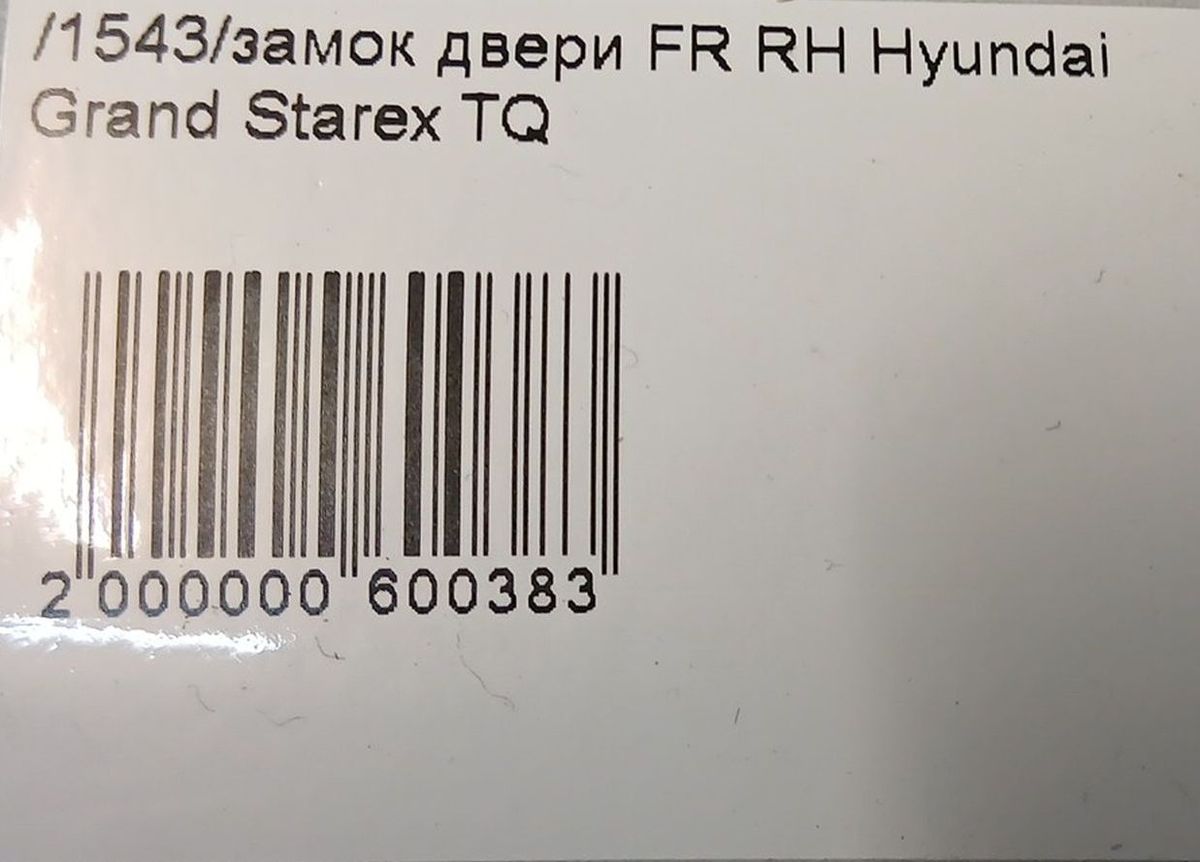 /1543/замок двери FR RH Hyundai
Grand Starex TQ
2 000000 600383